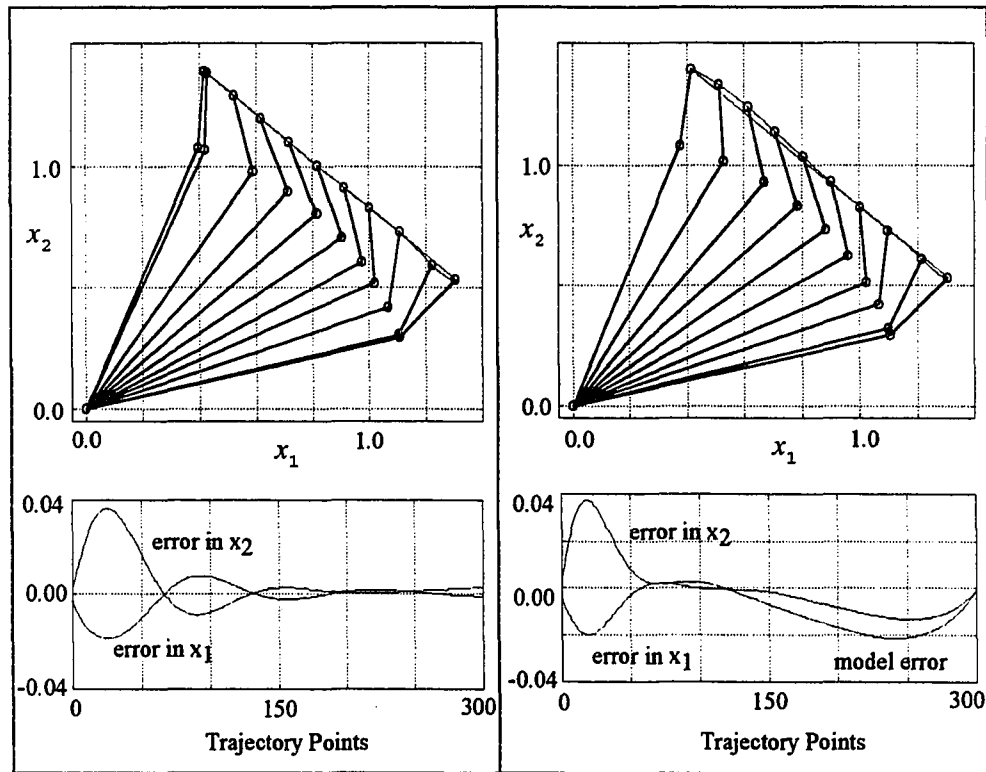 1.0
x2
0.0
0.0
1.0
x1
0.04
0.00
-0.04
error in x2
error in x1
0
150
300
Trajectory Points
1.0
x2
0.0
0.0
1.0
x1
0.04
0.00
-0.04
error in x2
error in x1
model error
0
150
300
Trajectory Points